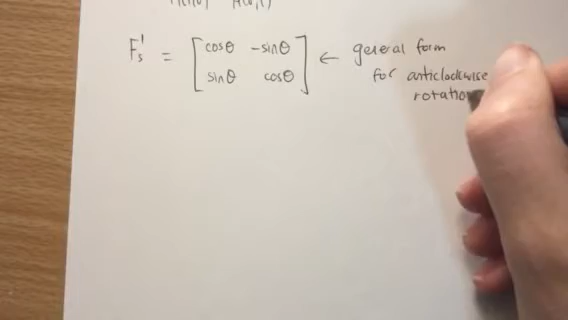 F's = [cosθ -sinθ] ← general form
[sinθ cosθ] for anticlockwise
rotation